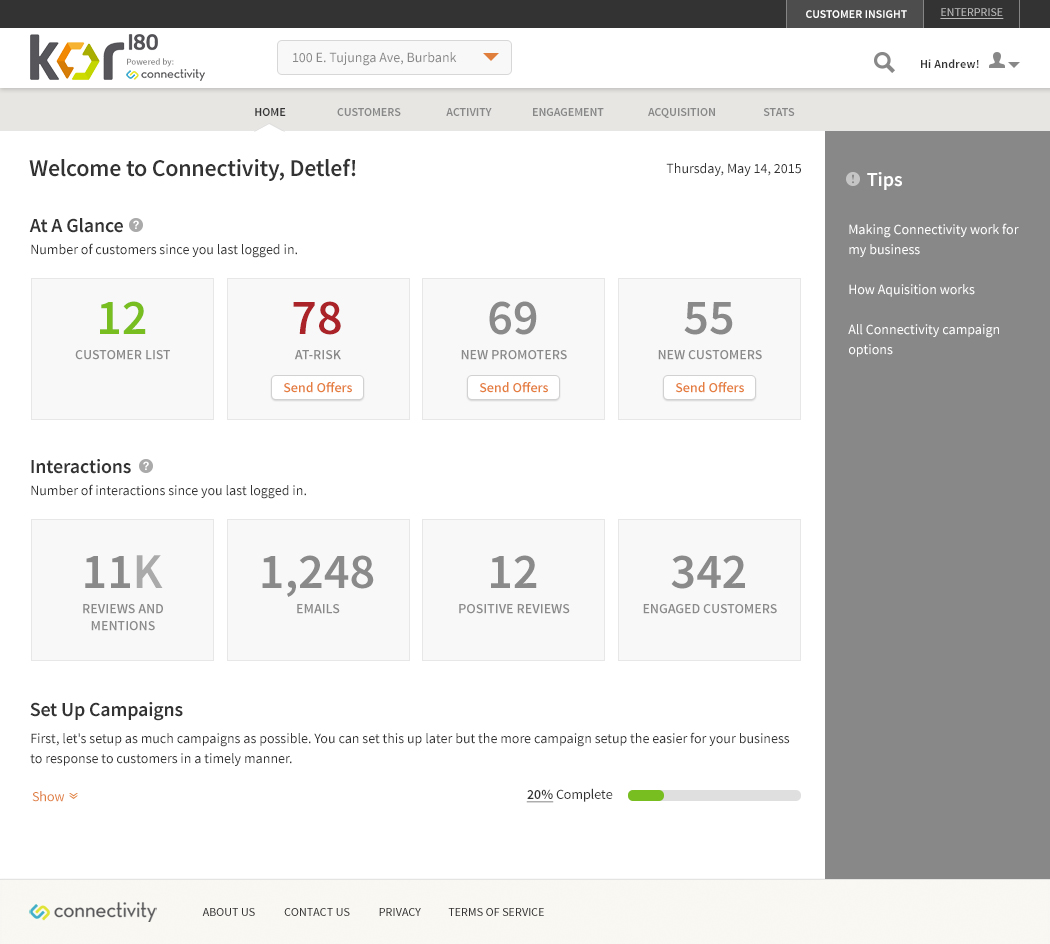 CUSTOMER INSIGHT
ENTERPRISE
kor180
Powered by:
connectivity
100 E. Tujunga Ave, Burbank
Hi Andrew!
HOME
CUSTOMERS
ACTIVITY
ENGAGEMENT
ACQUISITION
STATS
Welcome to Connectivity, Detlef!
Thursday, May 14, 2015
At A Glance ?
Number of customers since you last logged in.
12
CUSTOMER LIST
78
AT-RISK
Send Offers
69
NEW PROMOTERS
Send Offers
55
NEW CUSTOMERS
Send Offers
Interactions ?
Number of interactions since you last logged in.
11K
REVIEWS AND
MENTIONS
1,248
EMAILS
12
POSITIVE REVIEWS
342
ENGAGED CUSTOMERS
Set Up Campaigns
First, let's setup as much campaigns as possible. You can set this up later but the more campaign setup the easier for your business
to response to customers in a timely manner.
Show
20% Complete
! Tips
Making Connectivity work for
my business
How Aquisition works
All Connectivity campaign
options
connectivity
ABOUT US
CONTACT US
PRIVACY
TERMS OF SERVICE